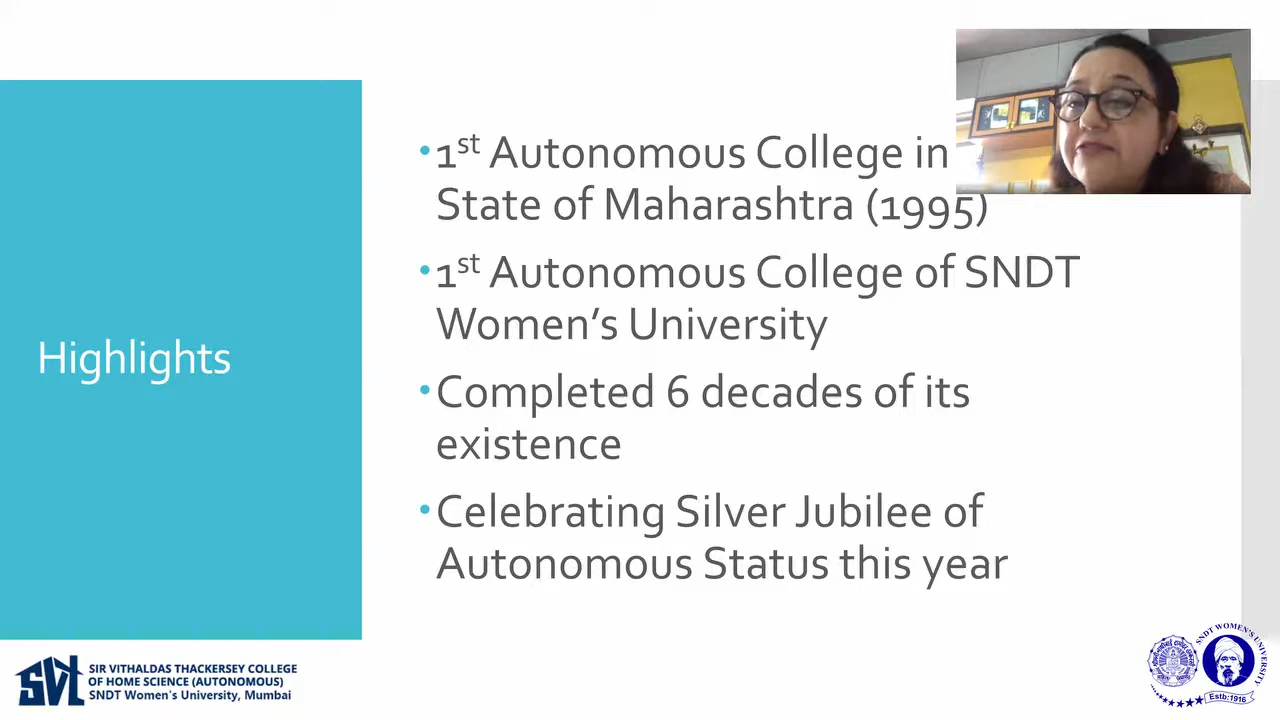 Highlights
•1st Autonomous College in
State of Maharashtra (1995)
•1st Autonomous College of SNDT
Women’s University
•Completed 6 decades of its
existence
•Celebrating Silver Jubilee of
Autonomous Status this year
SVT
SIR VITHALDAS THACKERSEY COLLEGE
OF HOME SCIENCE (AUTONOMOUS)
SNDT Women's University, Mumbai
SNDT WOMEN'S UNIVERSITY
Estb:1916